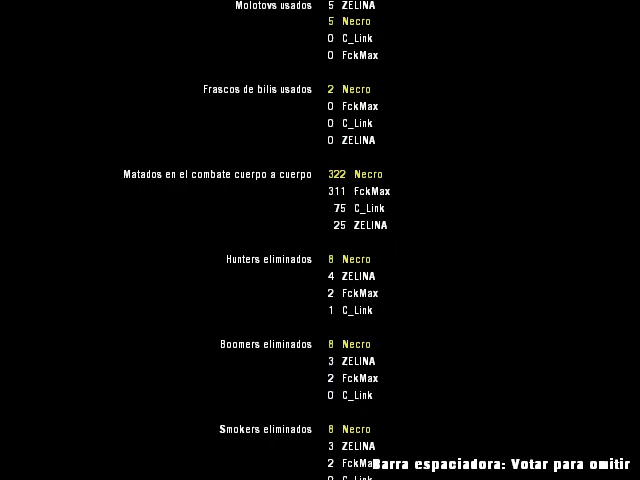 Molotovs usados 5 ZELINA
5 Necro
0 C_Link
0 FckMax
Frascos de bilis usados 2 Necro
0 FckMax
0 C_Link
0 ZELINA
Matados en el combate cuerpo a cuerpo 322 Necro
311 FckMax
75 C_Link
25 ZELINA
Hunters eliminados 8 Necro
4 ZELINA
2 FckMax
1 C_Link
Boomers eliminados 8 Necro
3 ZELINA
2 FckMax
0 C_Link
Smokers eliminados 8 Necro
3 ZELINA
2 FckMa
Barra espaciadora: Votar para omitir
0 C_Link